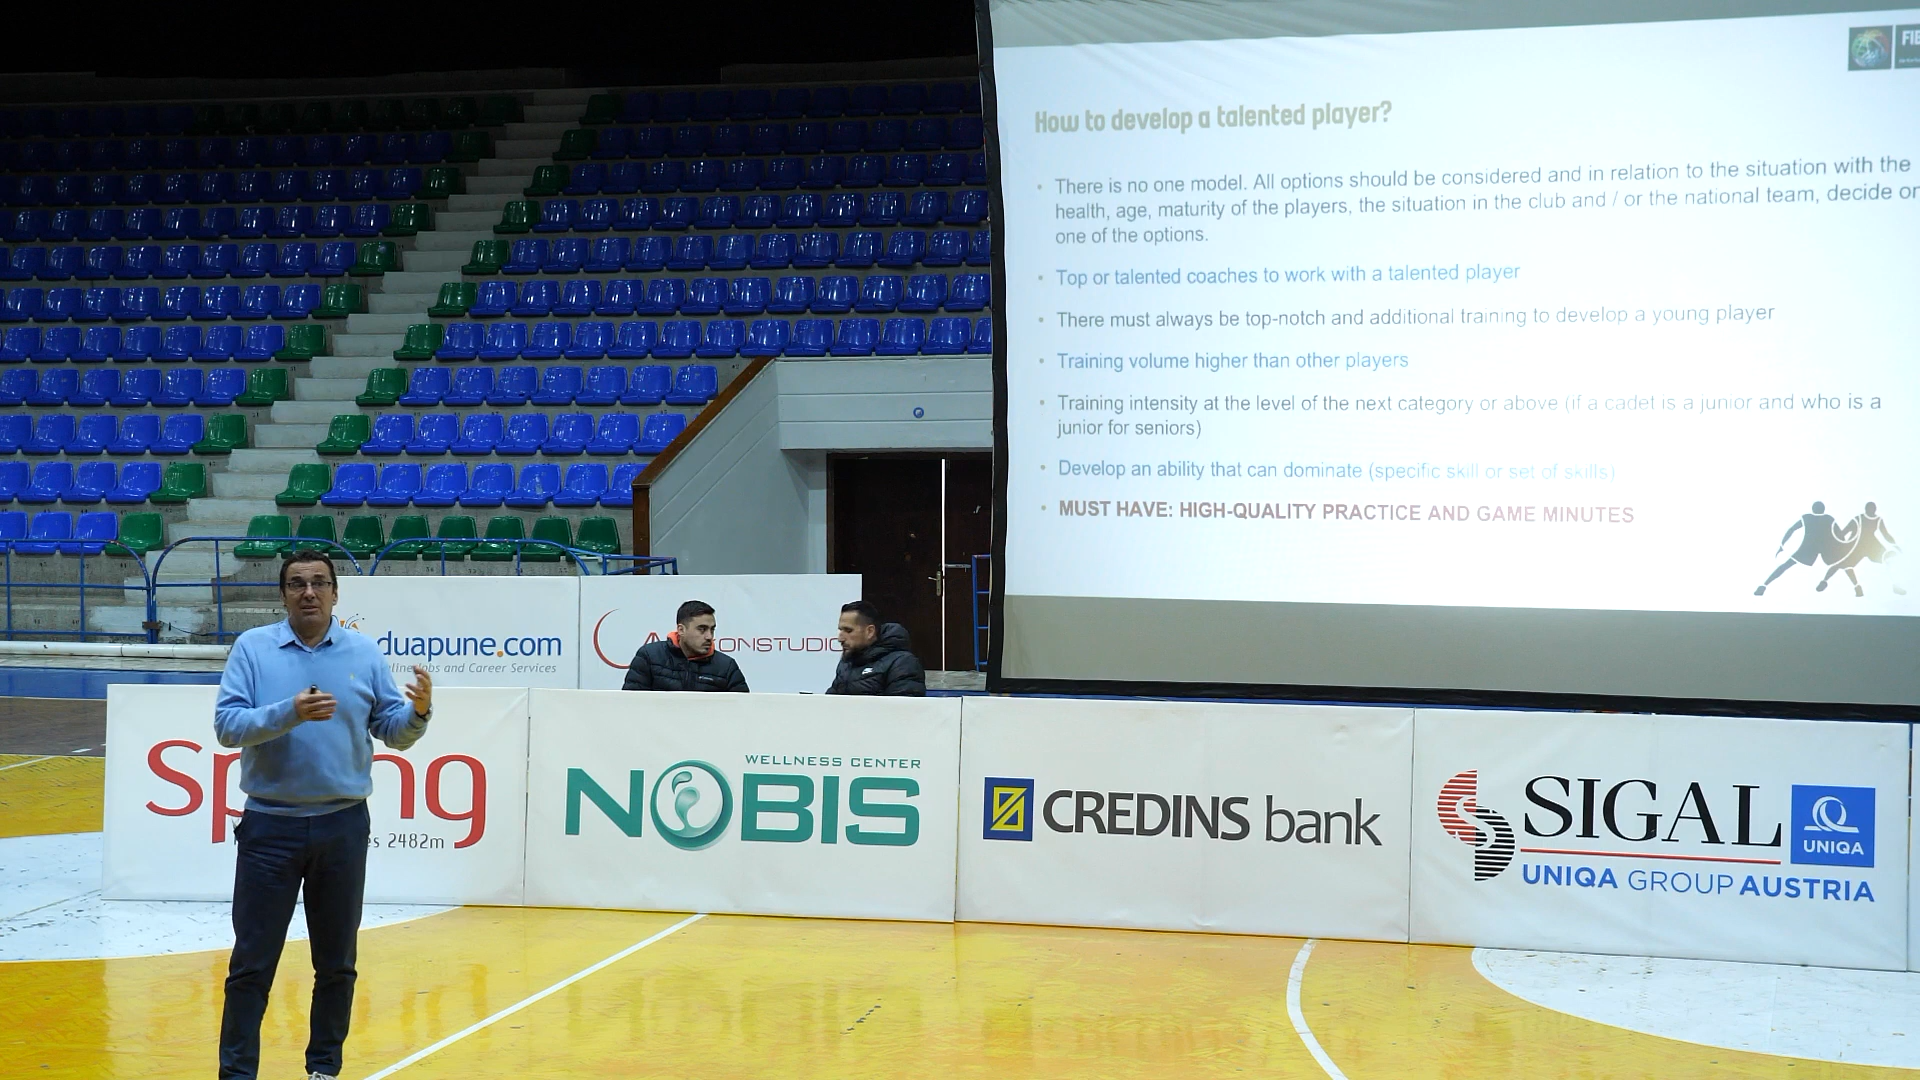 How to develop a talented player?
There is no one model. All options should be considered and in relation to the situation with the
health, age, maturity of the players, the situation in the club and / or the national team, decide on
one of the options.
Top or talented coaches to work with a talented player
There must always be top-notch and additional training to develop a young player
Training volume higher than other players
Training intensity at the level of the next category or above (if a cadet is a junior and who is a
junior for seniors)
Develop an ability that can dominate (specific skill or set of skills)
MUST HAVE: HIGH-QUALITY PRACTICE AND GAME MINUTES
duapune.com
Jobs and Career Services
ONSTUDIO
Sp ng
2482m
WELLNESS CENTER
NOBIS
CREDINS bank
SIGAL
UNIQA
UNIQA GROUP AUSTRIA